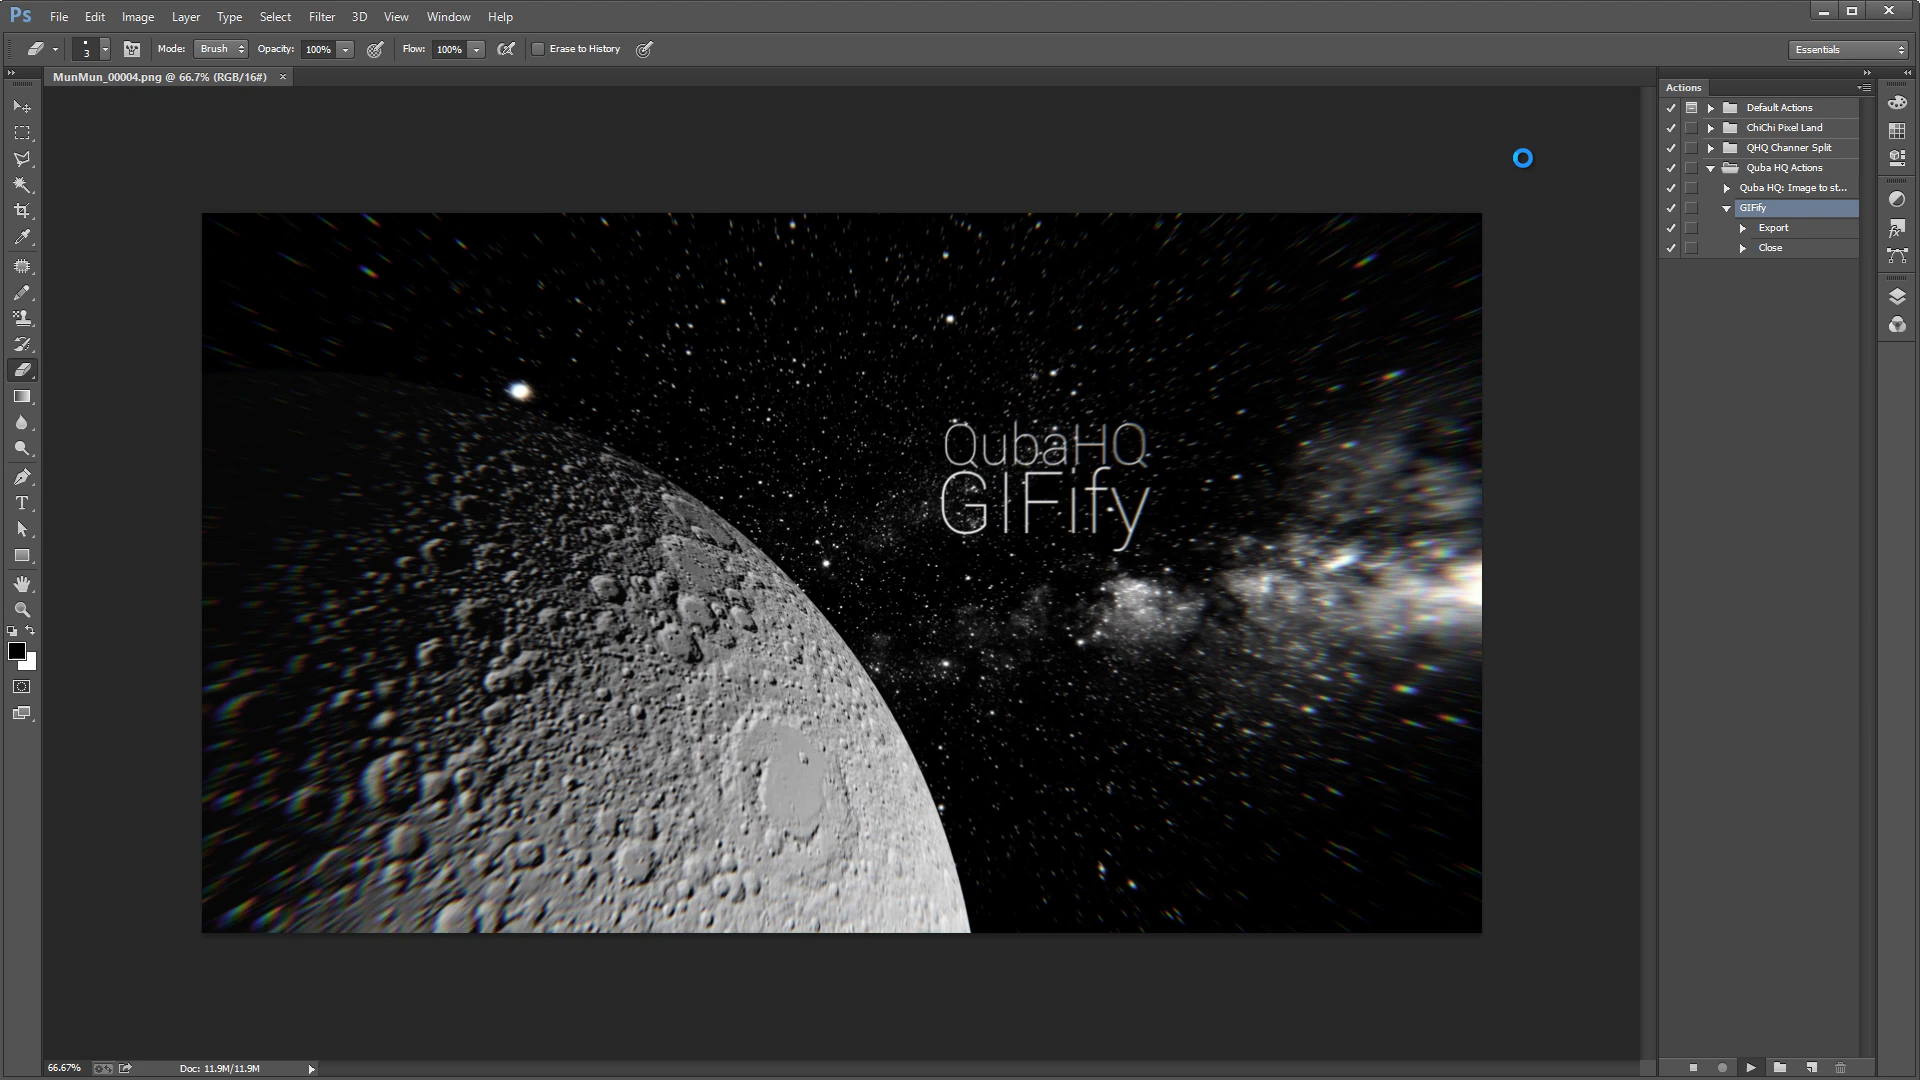 Ps File Edit Image Layer Type Select Filter 3D View Window Help
3 Mode: Brush Opacity: 100% Flow: 100% Erase to History Essentials
MunMun_00004.png @ 66.7% (RGB/16#) ×
Actions
Default Actions
ChiChi Pixel Land
QHQ Channer Split
Quba HQ Actions
Quba HQ: Image to st...
GIFify
Export
Close
QubaHQ
GIFify
66.67% Doc: 11.9M/11.9M